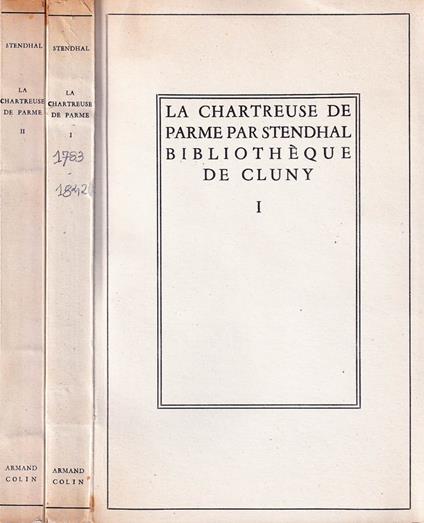 STENDHAL
LA
CHARTREUSE
DE PARME
II
ARMAND
COLIN
STENDHAL
LA
CHARTREUSE
DE PARME
I
1783
-
1842
ARMAND
COLIN
LA CHARTREUSE DE
PARME PAR STENDHAL
BIBLIOTHÈQUE
DE CLUNY
I